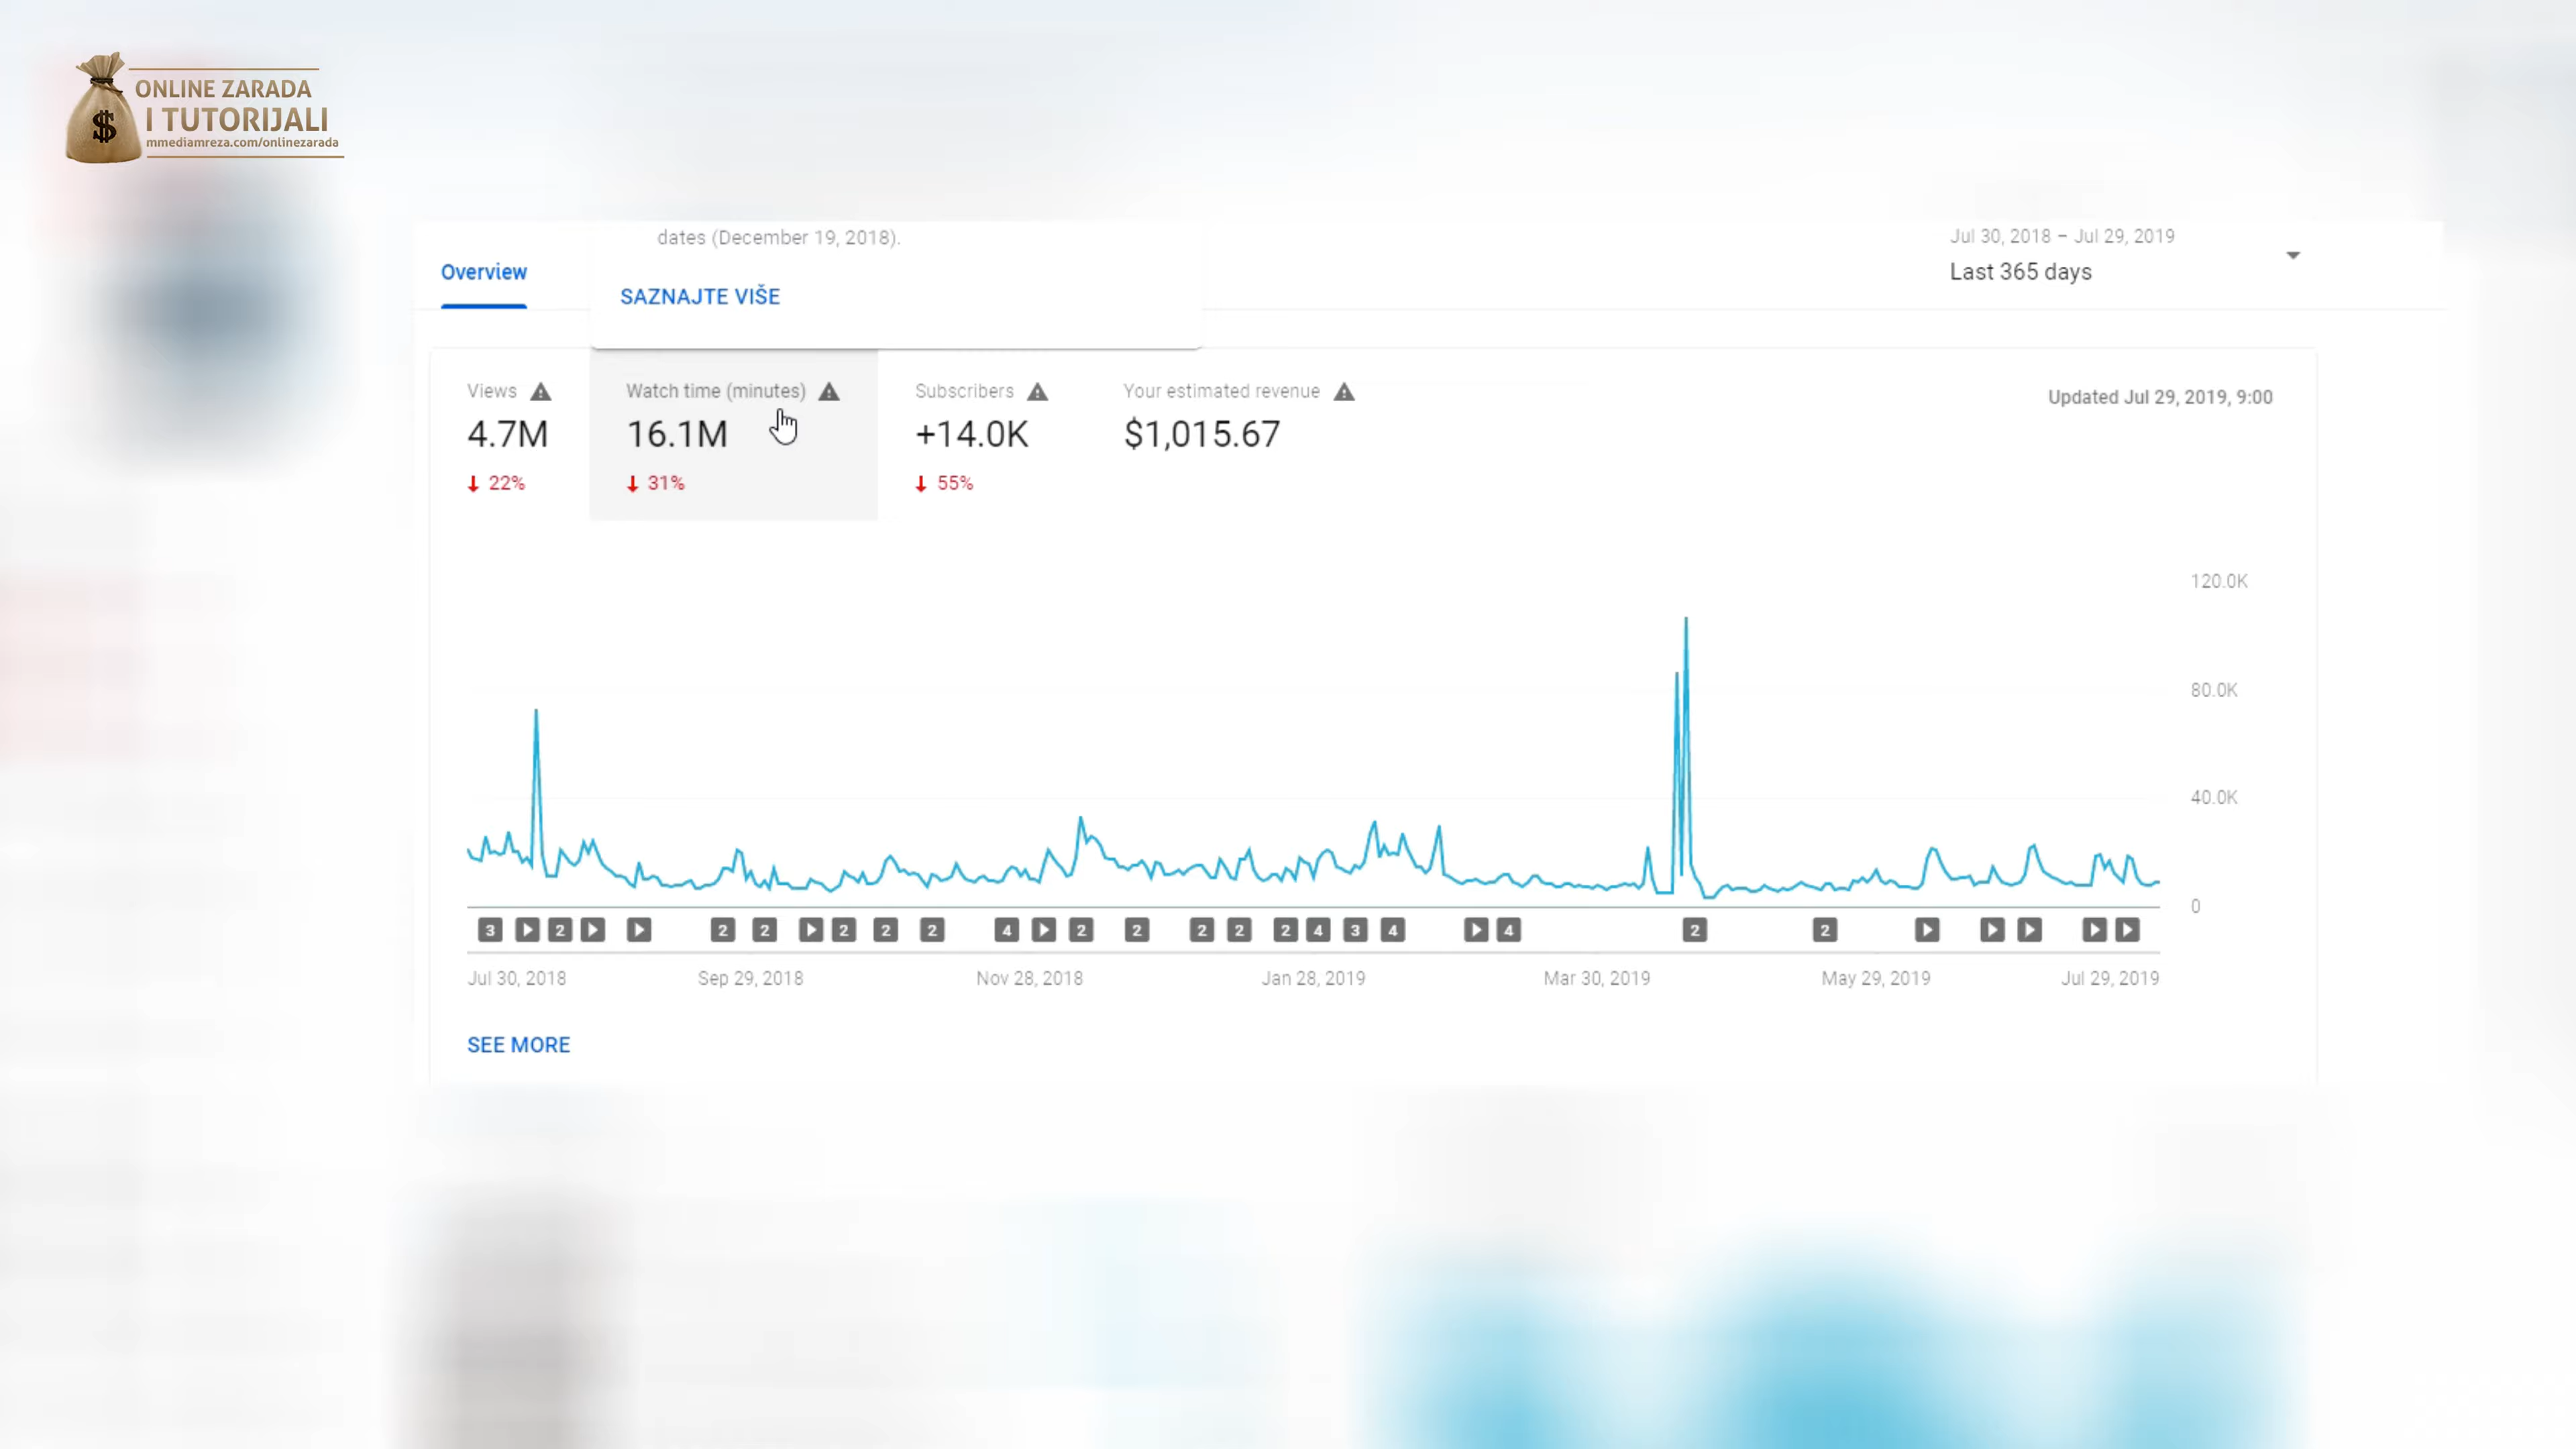 ONLINE ZARADA
I TUTORIJALI
mmediamreza.com/onlinezarada
$
dates (December 19, 2018).
SAZNAJTE VIŠE
Overview
Jul 30, 2018 – Jul 29, 2019
Last 365 days
Views
4.7M
22%
Watch time (minutes)
16.1M
31%
Subscribers
+14.0K
55%
Your estimated revenue
$1,015.67
Updated Jul 29, 2019, 9:00
120.0K
80.0K
40.0K
0
3 2 2 2 2 2 2 4 2 2 2 2 2 4 3 4 4 2 2
Jul 30, 2018 Sep 29, 2018 Nov 28, 2018 Jan 28, 2019 Mar 30, 2019 May 29, 2019 Jul 29, 2019
SEE MORE